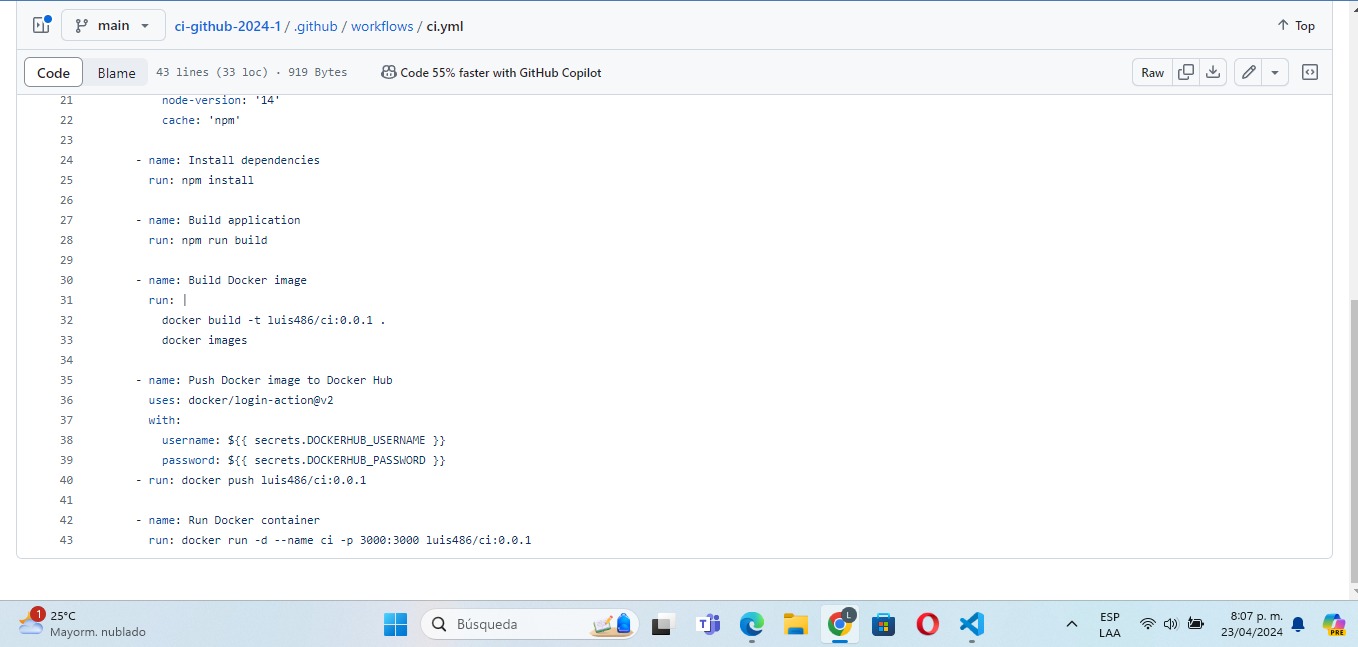 main
ci-github-2024-1 / .github / workflows / ci.yml
Top
Code Blame 43 lines (33 loc) · 919 Bytes Code 55% faster with GitHub Copilot Raw
21 node-version: '14'
22 cache: 'npm'
23
24 - name: Install dependencies
25 run: npm install
26
27 - name: Build application
28 run: npm run build
29
30 - name: Build Docker image
31 run: |
32 docker build -t luis486/ci:0.0.1 .
33 docker images
34
35 - name: Push Docker image to Docker Hub
36 uses: docker/login-action@v2
37 with:
38 username: ${{ secrets.DOCKERHUB_USERNAME }}
39 password: ${{ secrets.DOCKERHUB_PASSWORD }}
40 - run: docker push luis486/ci:0.0.1
41
42 - name: Run Docker container
43 run: docker run -d --name ci -p 3000:3000 luis486/ci:0.0.1
1
25°C
Mayorm. nublado
Búsqueda
T
L
ESP
LAA
8:07 p. m.
23/04/2024
PRE